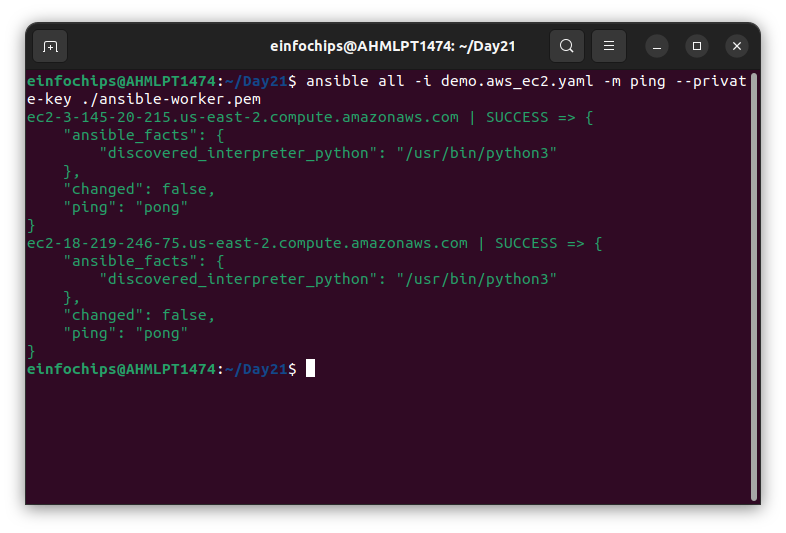 einfochips@AHMLPT1474: ~/Day21
einfochips@AHMLPT1474:~/Day21$ ansible all -i demo.aws_ec2.yaml -m ping --privat
e-key ./ansible-worker.pem
ec2-3-145-20-215.us-east-2.compute.amazonaws.com | SUCCESS => {
    "ansible_facts": {
        "discovered_interpreter_python": "/usr/bin/python3"
    },
    "changed": false,
    "ping": "pong"
}
ec2-18-219-246-75.us-east-2.compute.amazonaws.com | SUCCESS => {
    "ansible_facts": {
        "discovered_interpreter_python": "/usr/bin/python3"
    },
    "changed": false,
    "ping": "pong"
}
einfochips@AHMLPT1474:~/Day21$